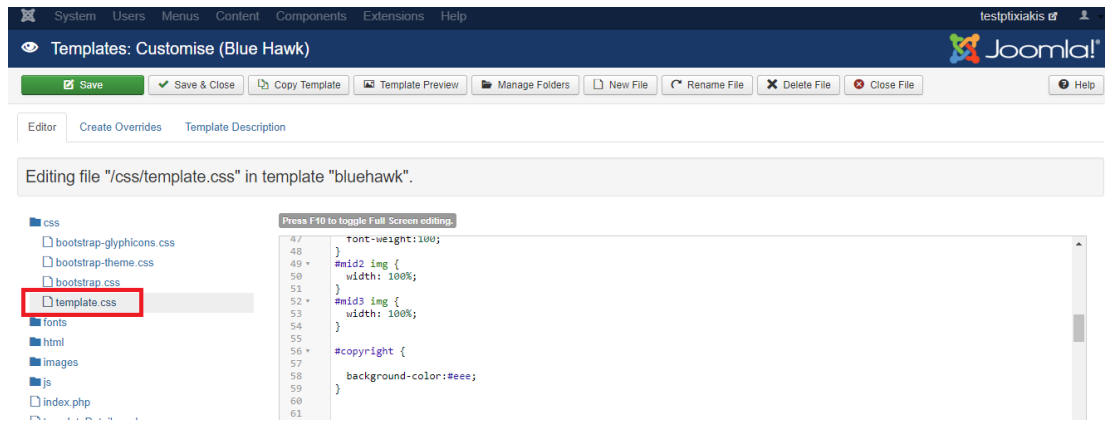 System Users Menus Content Components Extensions Help testptixiakis
Templates: Customise (Blue Hawk) Joomla!®
Save Save & Close Copy Template Template Preview Manage Folders New File Rename File Delete File Close File Help
Editor Create Overrides Template Description
Editing file "/css/template.css" in template "bluehawk".
Press F10 to toggle Full Screen editing.
css
bootstrap-glyphicons.css
bootstrap-theme.css
bootstrap.css
template.css
fonts
html
images
js
index.php
47 font-weight:100;
48 }
49 #mid2 img {
50 width: 100%;
51 }
52 #mid3 img {
53 width: 100%;
54 }
55
56 #copyright {
57
58 background-color:#eee;
59 }
60
61